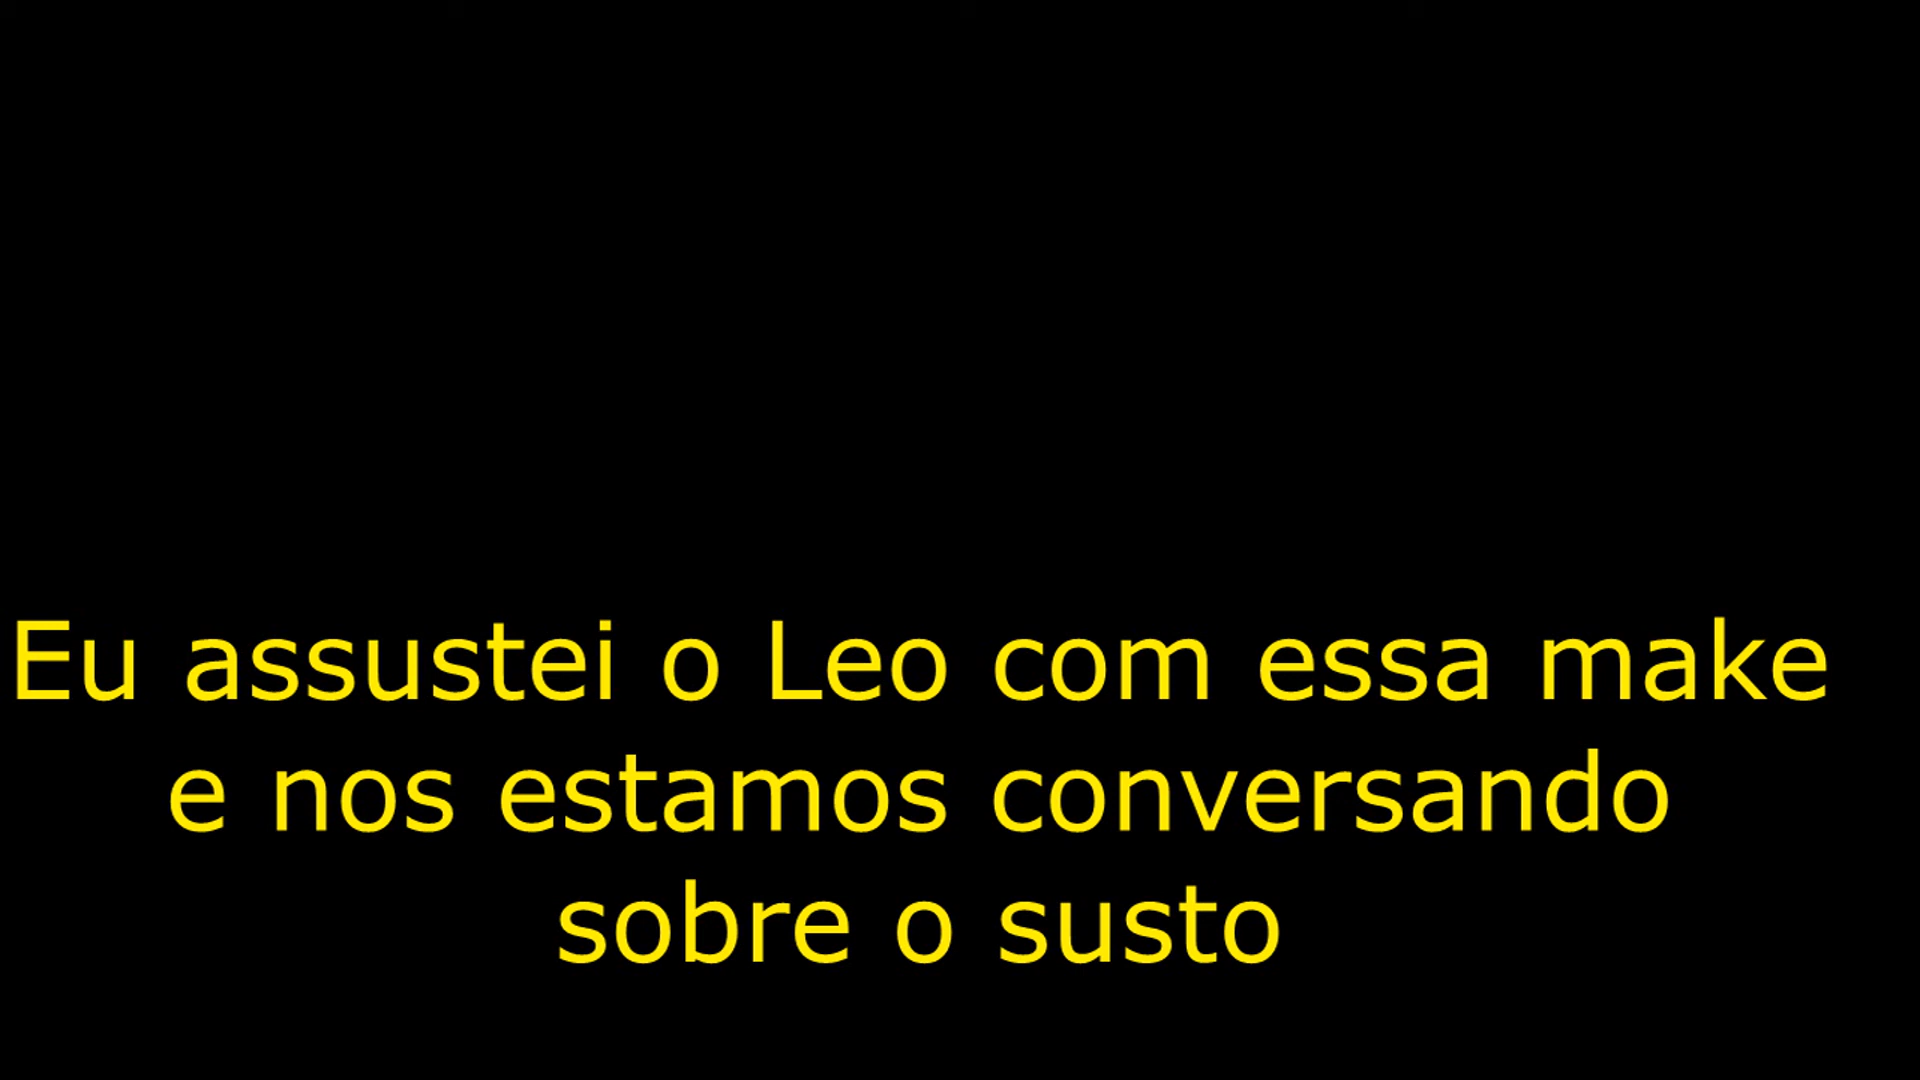 Eu assustei o Leo com essa make
e nos estamos conversando
sobre o susto